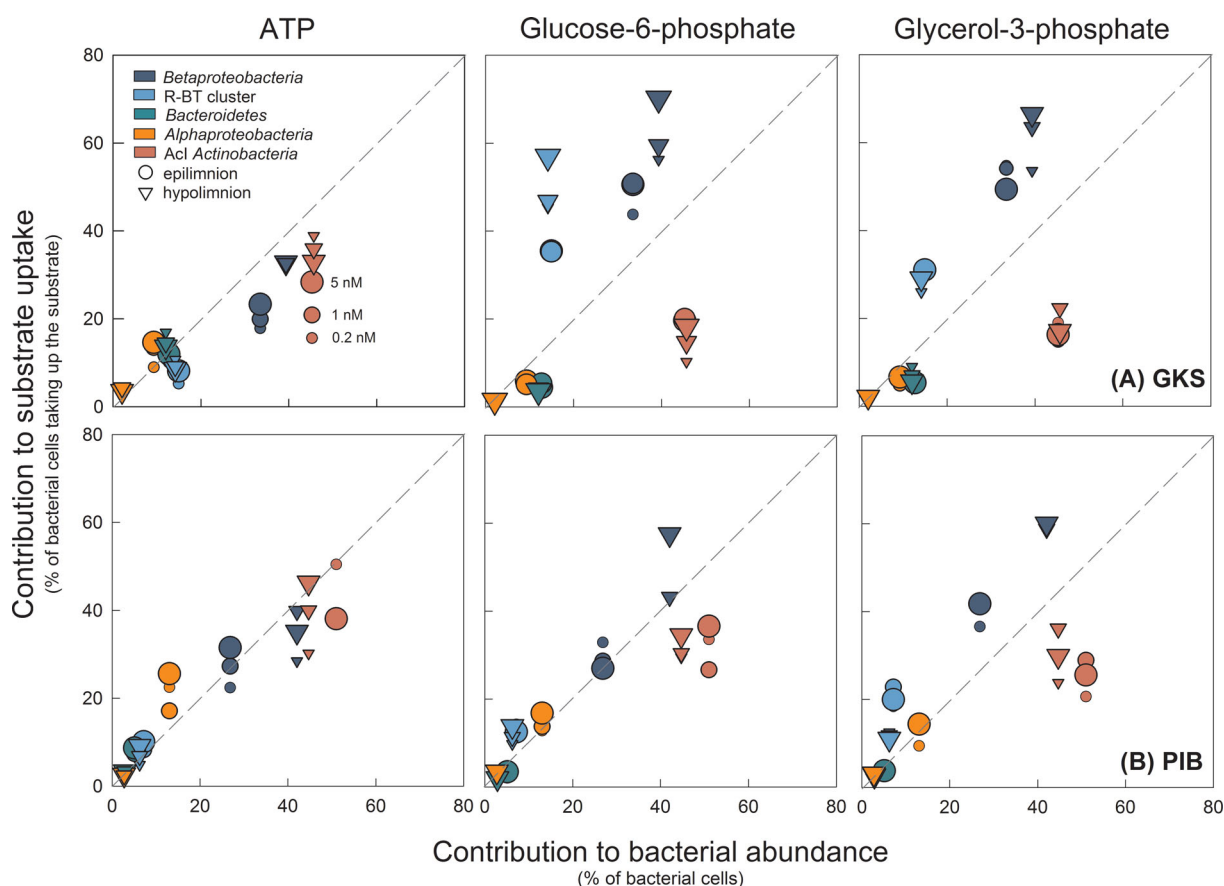 ATP
Glucose-6-phosphate
Glycerol-3-phosphate
80
60
40
20
0
Betaproteobacteria
R-BT cluster
Bacteroidetes
Alphaproteobacteria
AcI Actinobacteria
epilimnion
hypolimnion
5 nM
1 nM
0.2 nM
(A) GKS
Contribution to substrate uptake
(% of bacterial cells taking up the substrate)
80
60
40
20
0
(B) PIB
0 20 40 60 80
0 20 40 60 80
0 20 40 60 80
Contribution to bacterial abundance
(% of bacterial cells)